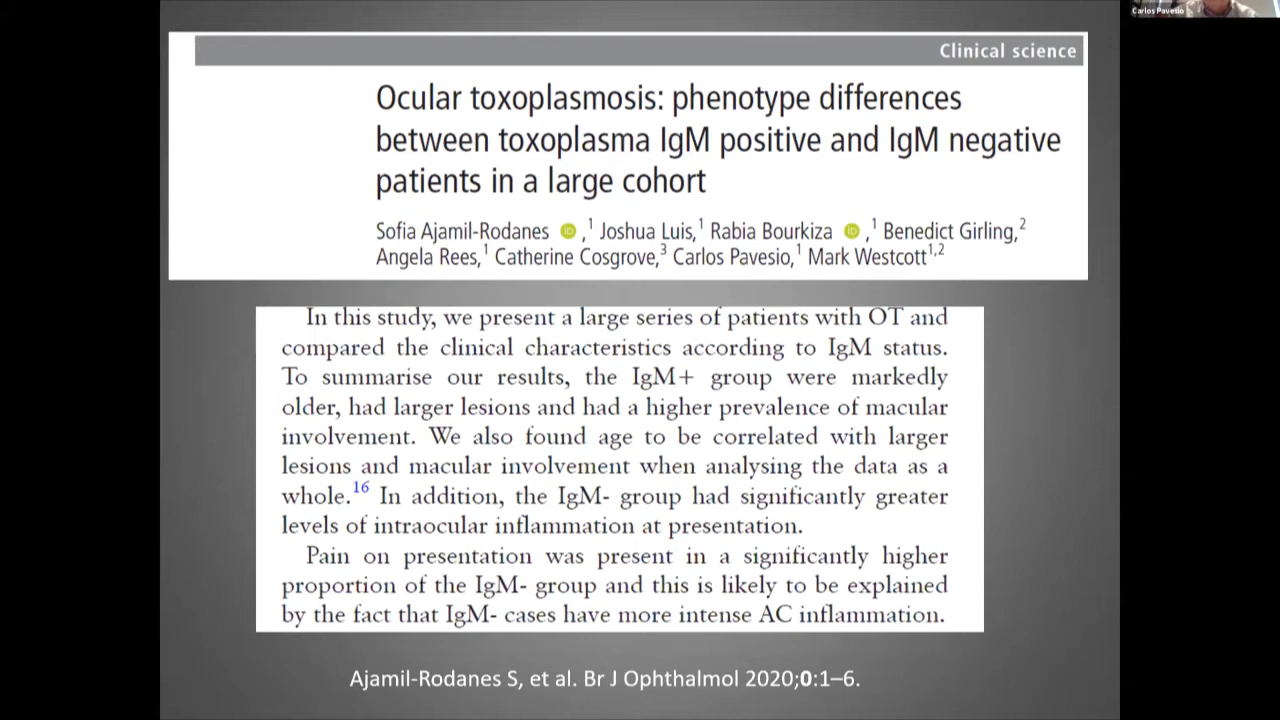 Carlos Pavesio
Clinical science
Ocular toxoplasmosis: phenotype differences
between toxoplasma IgM positive and IgM negative
patients in a large cohort
Sofia Ajamil-Rodanes iD ,1 Joshua Luis,1 Rabia Bourkiza iD ,1 Benedict Girling,2
Angela Rees,1 Catherine Cosgrove,3 Carlos Pavesio,1 Mark Westcott1,2
In this study, we present a large series of patients with OT and
compared the clinical characteristics according to IgM status.
To summarise our results, the IgM+ group were markedly
older, had larger lesions and had a higher prevalence of macular
involvement. We also found age to be correlated with larger
lesions and macular involvement when analysing the data as a
whole.16 In addition, the IgM- group had significantly greater
levels of intraocular inflammation at presentation.
Pain on presentation was present in a significantly higher
proportion of the IgM- group and this is likely to be explained
by the fact that IgM- cases have more intense AC inflammation.
Ajamil-Rodanes S, et al. Br J Ophthalmol 2020;0:1–6.